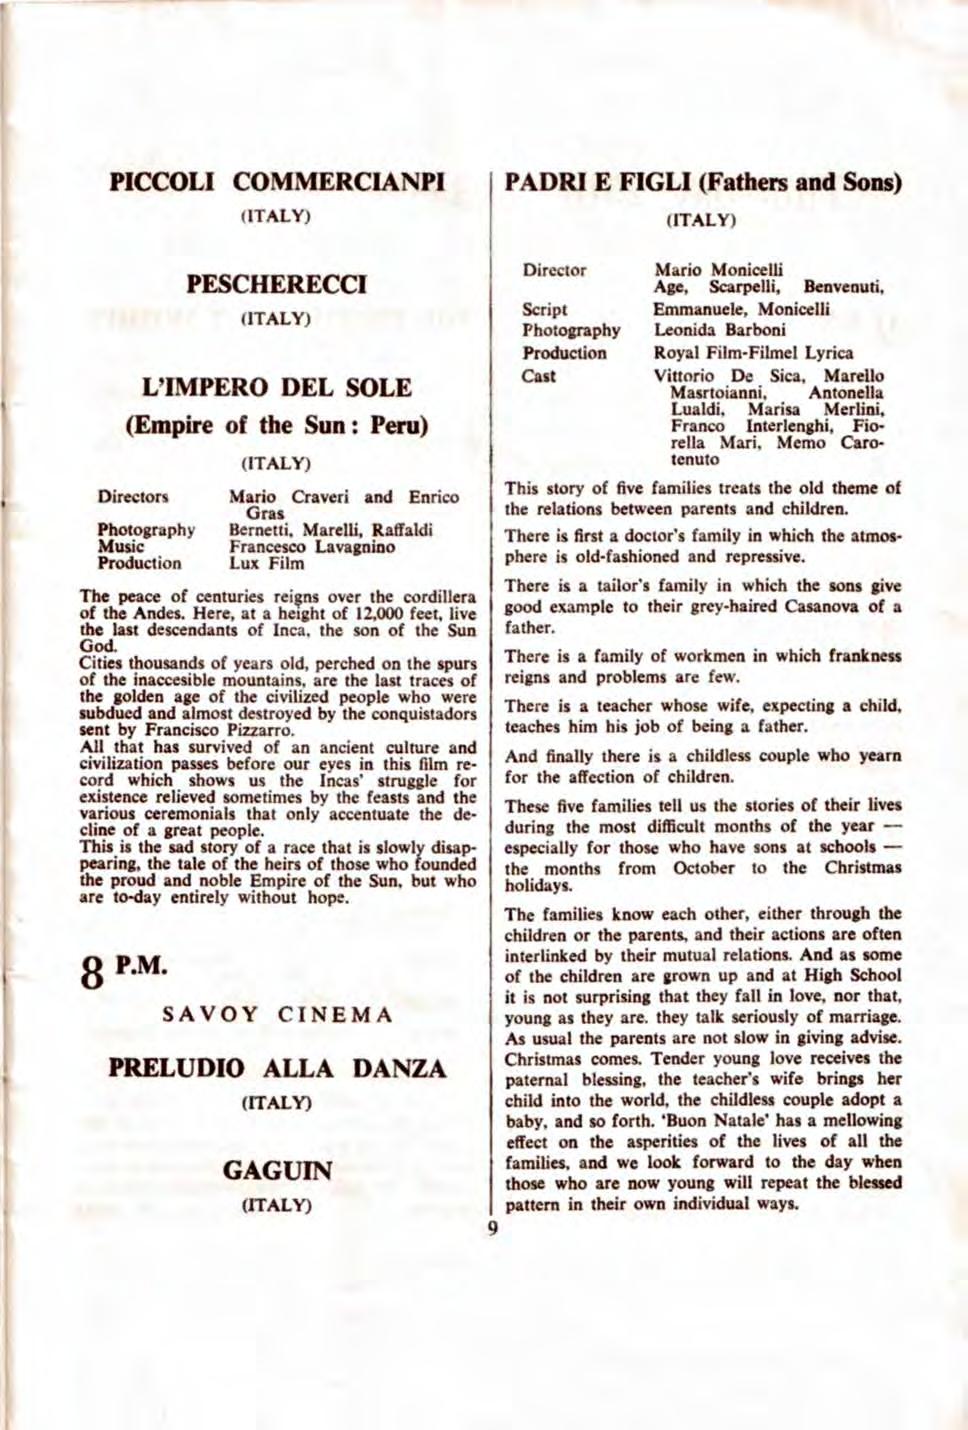 PICCOLI COMMERCIANPI
(ITALY)
PESCHERECCI
(ITALY)
L'IMPERO DEL SOLE
(Empire of the Sun : Peru)
(ITALY)
Directors Mario Craveri and Enrico
Gras
Photography Bernetti, Marelli, Raffaldi
Music Francesco Lavagnino
Production Lux Film
The peace of centuries reigns over the cordillera
of the Andes. Here, at a height of 12,000 feet, live
the last descendants of Inca, the son of the Sun
God.
Cities thousands of years old, perched on the spurs
of the inaccesible mountains, are the last traces of
the golden age of the civilized people who were
subdued and almost destroyed by the conquistadors
sent by Francisco Pizzarro.
All that has survived of an ancient culture and
civilization passes before our eyes in this film re-
cord which shows us the Incas' struggle for
existence relieved sometimes by the feasts and the
various ceremonials that only accentuate the de-
cline of a great people.
This is the sad story of a race that is slowly disap-
pearing, the tale of the heirs of those who founded
the proud and noble Empire of the Sun, but who
are to-day entirely without hope.
8 P.M.
SAVOY CINEMA
PRELUDIO ALLA DANZA
(ITALY)
GAGUIN
(ITALY)
PADRI E FIGLI (Fathers and Sons)
(ITALY)
Director Mario Monicelli
Age, Scarpelli, Benvenuti,
Script Emmanuele, Monicelli
Photography Leonida Barboni
Production Royal Film-Filmel Lyrica
Cast Vittorio De Sica, Marello
Masrtoianni, Antonella
Lualdi, Marisa Merlini,
Franco Interlenghi, Fio-
rella Mari, Memo Caro-
tenuto
This story of five families treats the old theme of
the relations between parents and children.
There is first a doctor's family in which the atmos-
phere is old-fashioned and repressive.
There is a tailor's family in which the sons give
good example to their grey-haired Casanova of a
father.
There is a family of workmen in which frankness
reigns and problems are few.
There is a teacher whose wife, expecting a child,
teaches him his job of being a father.
And finally there is a childless couple who yearn
for the affection of children.
These five families tell us the stories of their lives
during the most difficult months of the year —
especially for those who have sons at schools —
the months from October to the Christmas
holidays.
The families know each other, either through the
children or the parents, and their actions are often
interlinked by their mutual relations. And as some
of the children are grown up and at High School
it is not surprising that they fall in love, nor that,
young as they are. they talk seriously of marriage.
As usual the parents are not slow in giving advise.
Christmas comes. Tender young love receives the
paternal blessing, the teacher's wife brings her
child into the world, the childless couple adopt a
baby, and so forth. 'Buon Natale' has a mellowing
effect on the asperities of the lives of all the
families, and we look forward to the day when
those who are now young will repeat the blessed
pattern in their own individual ways.
9